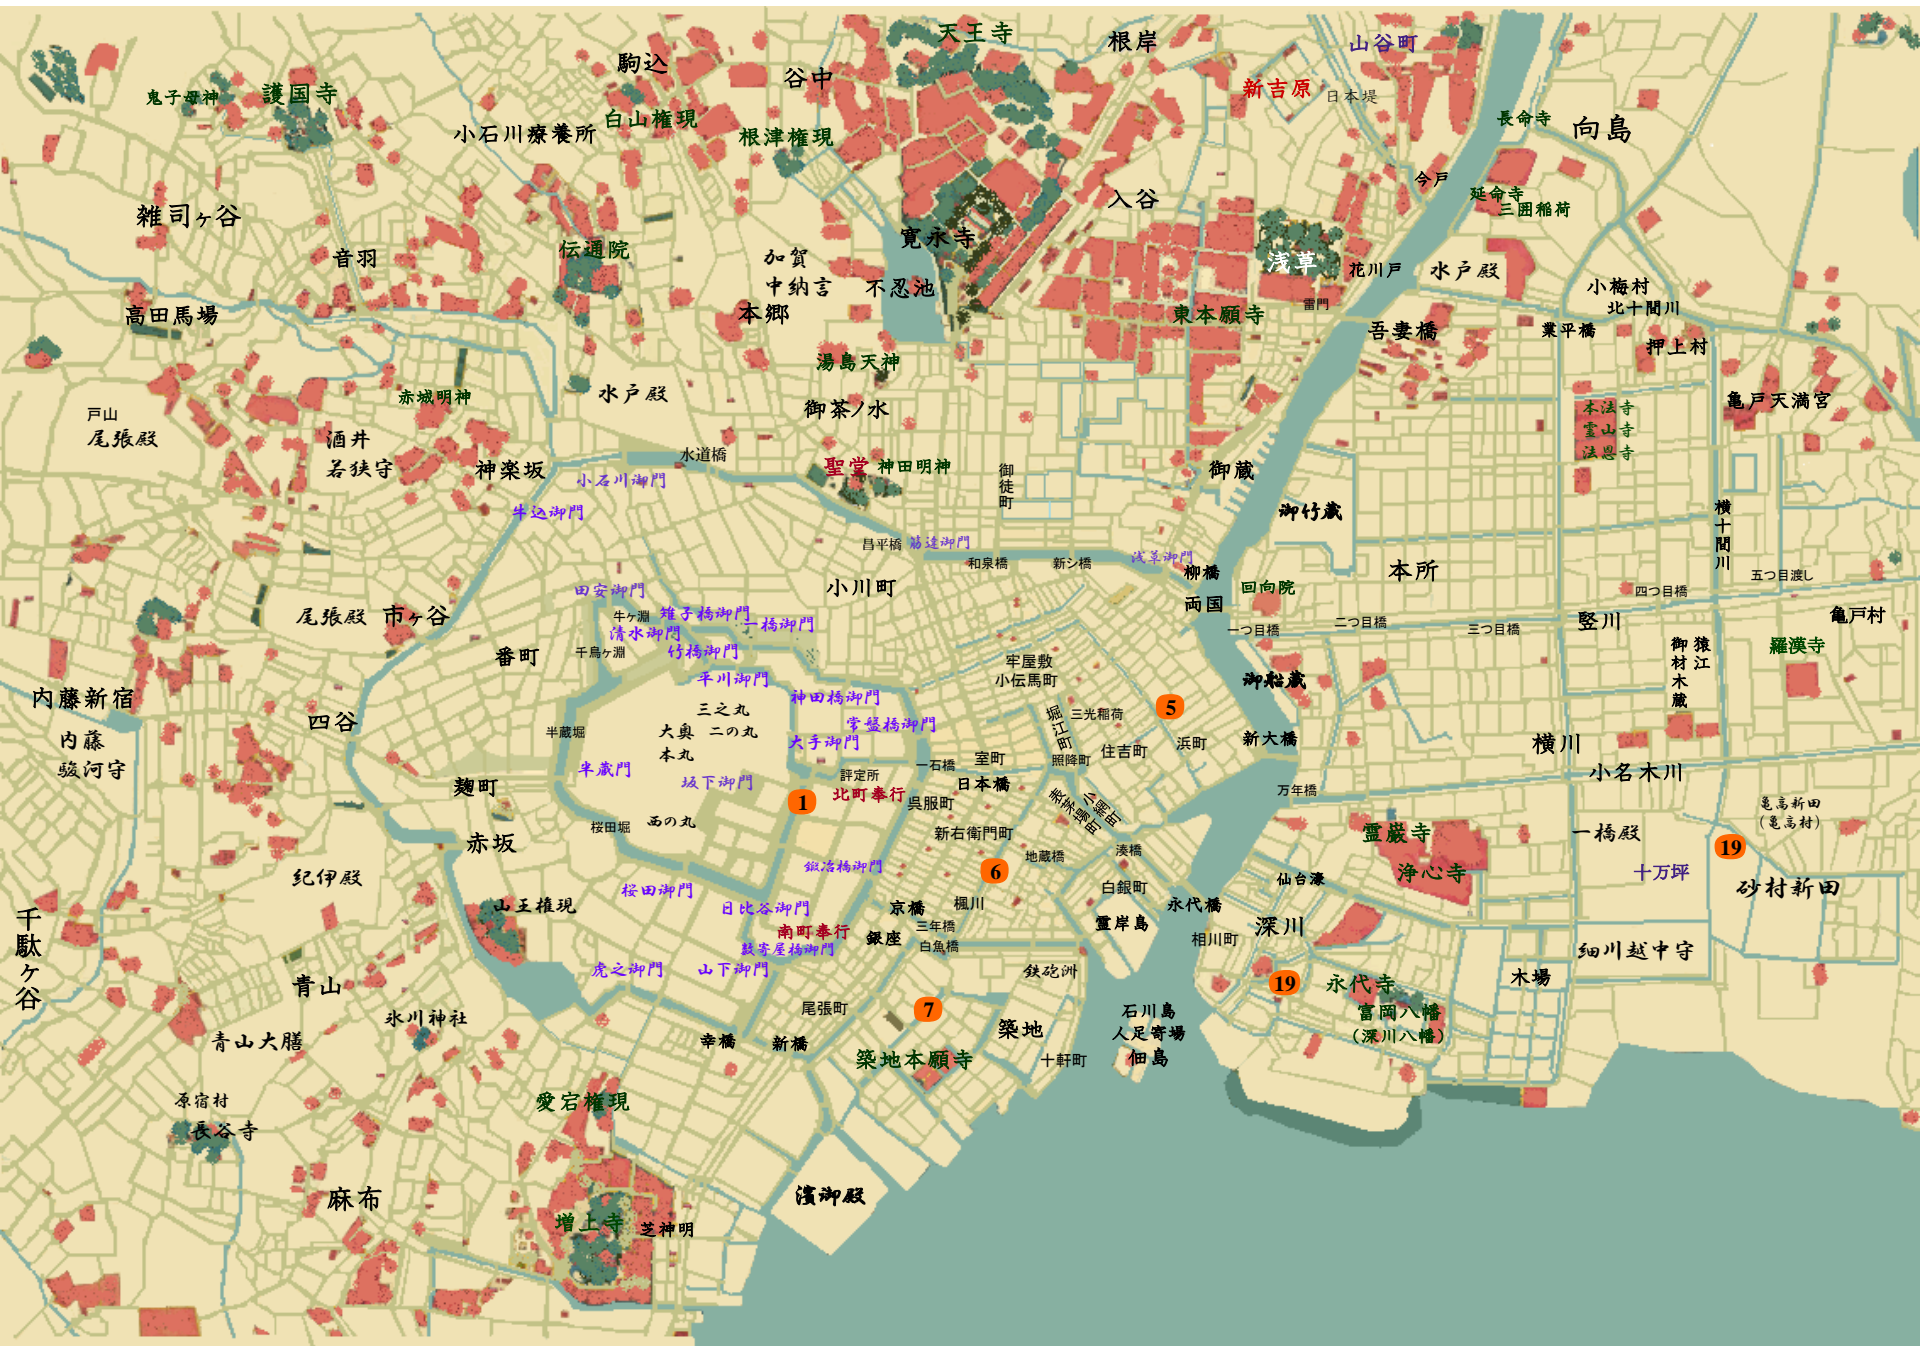 天王寺
根岸
山谷町
駒込
谷中
新吉原
日本堤
鬼子母神
護国寺
白山権現
小石川療養所
根津権現
長命寺
向島
今戸
延命寺
三囲稲荷
入谷
雑司ヶ谷
音羽
伝通院
寛永寺
浅草
花川戸
水戸殿
加賀
中納言
不忍池
本郷
小梅村
北十間川
雷門
東本願寺
吾妻橋
業平橋
押上村
高田馬場
湯島天神
赤城明神
水戸殿
御茶ノ水
本法寺
霊山寺
法恩寺
亀戸天満宮
戸山
尾張殿
酒井
若狭守
神楽坂
水道橋
聖堂
神田明神
御徒町
御蔵
小石川御門
牛込御門
御竹蔵
横十間川
昌平橋
筋違御門
和泉橋
新シ橋
浅草御門
柳橋
本所
五つ目渡し
回向院
四つ目橋
田安御門
小川町
両国
尾張殿
市ヶ谷
牛ヶ淵
雉子橋御門
一橋御門
清水御門
竹橋御門
千鳥ヶ淵
一つ目橋
二つ目橋
三つ目橋
竪川
亀戸村
番町
牢屋敷
小伝馬町
猿江
御材木蔵
羅漢寺
平川御門
神田橋御門
御船蔵
内藤新宿
四谷
三之丸
大奥
二の丸
本丸
常盤橋御門
大手御門
堀江町
三光稲荷
5
住吉町
浜町
新大橋
横川
内藤
駿河守
半蔵堀
半蔵門
坂下御門
評定所
北町奉行
一石橋
室町
照降町
日本橋
小名木川
麹町
1
呉服町
小網町
表茅場町
万年橋
亀高新田
(亀高村)
桜田堀
西の丸
新右衛門町
霊巌寺
一橋殿
19
赤坂
地蔵橋
湊橋
鍛冶橋御門
6
浄心寺
十万坪
砂村新田
紀伊殿
桜田御門
白銀町
仙台濠
山王権現
日比谷御門
京橋
楓川
永代橋
千駄ヶ谷
南町奉行
銀座
三年橋
霊岸島
相川町
深川
数寄屋橋御門
白魚橋
細川越中守
虎之御門
山下御門
鉄砲洲
木場
青山
19
永代寺
尾張町
7
石川島
人足寄場
佃島
富岡八幡
(深川八幡)
氷川神社
青山大膳
築地
幸橋
新橋
築地本願寺
十軒町
原宿村
長谷寺
愛宕権現
麻布
濱御殿
増上寺
芝神明